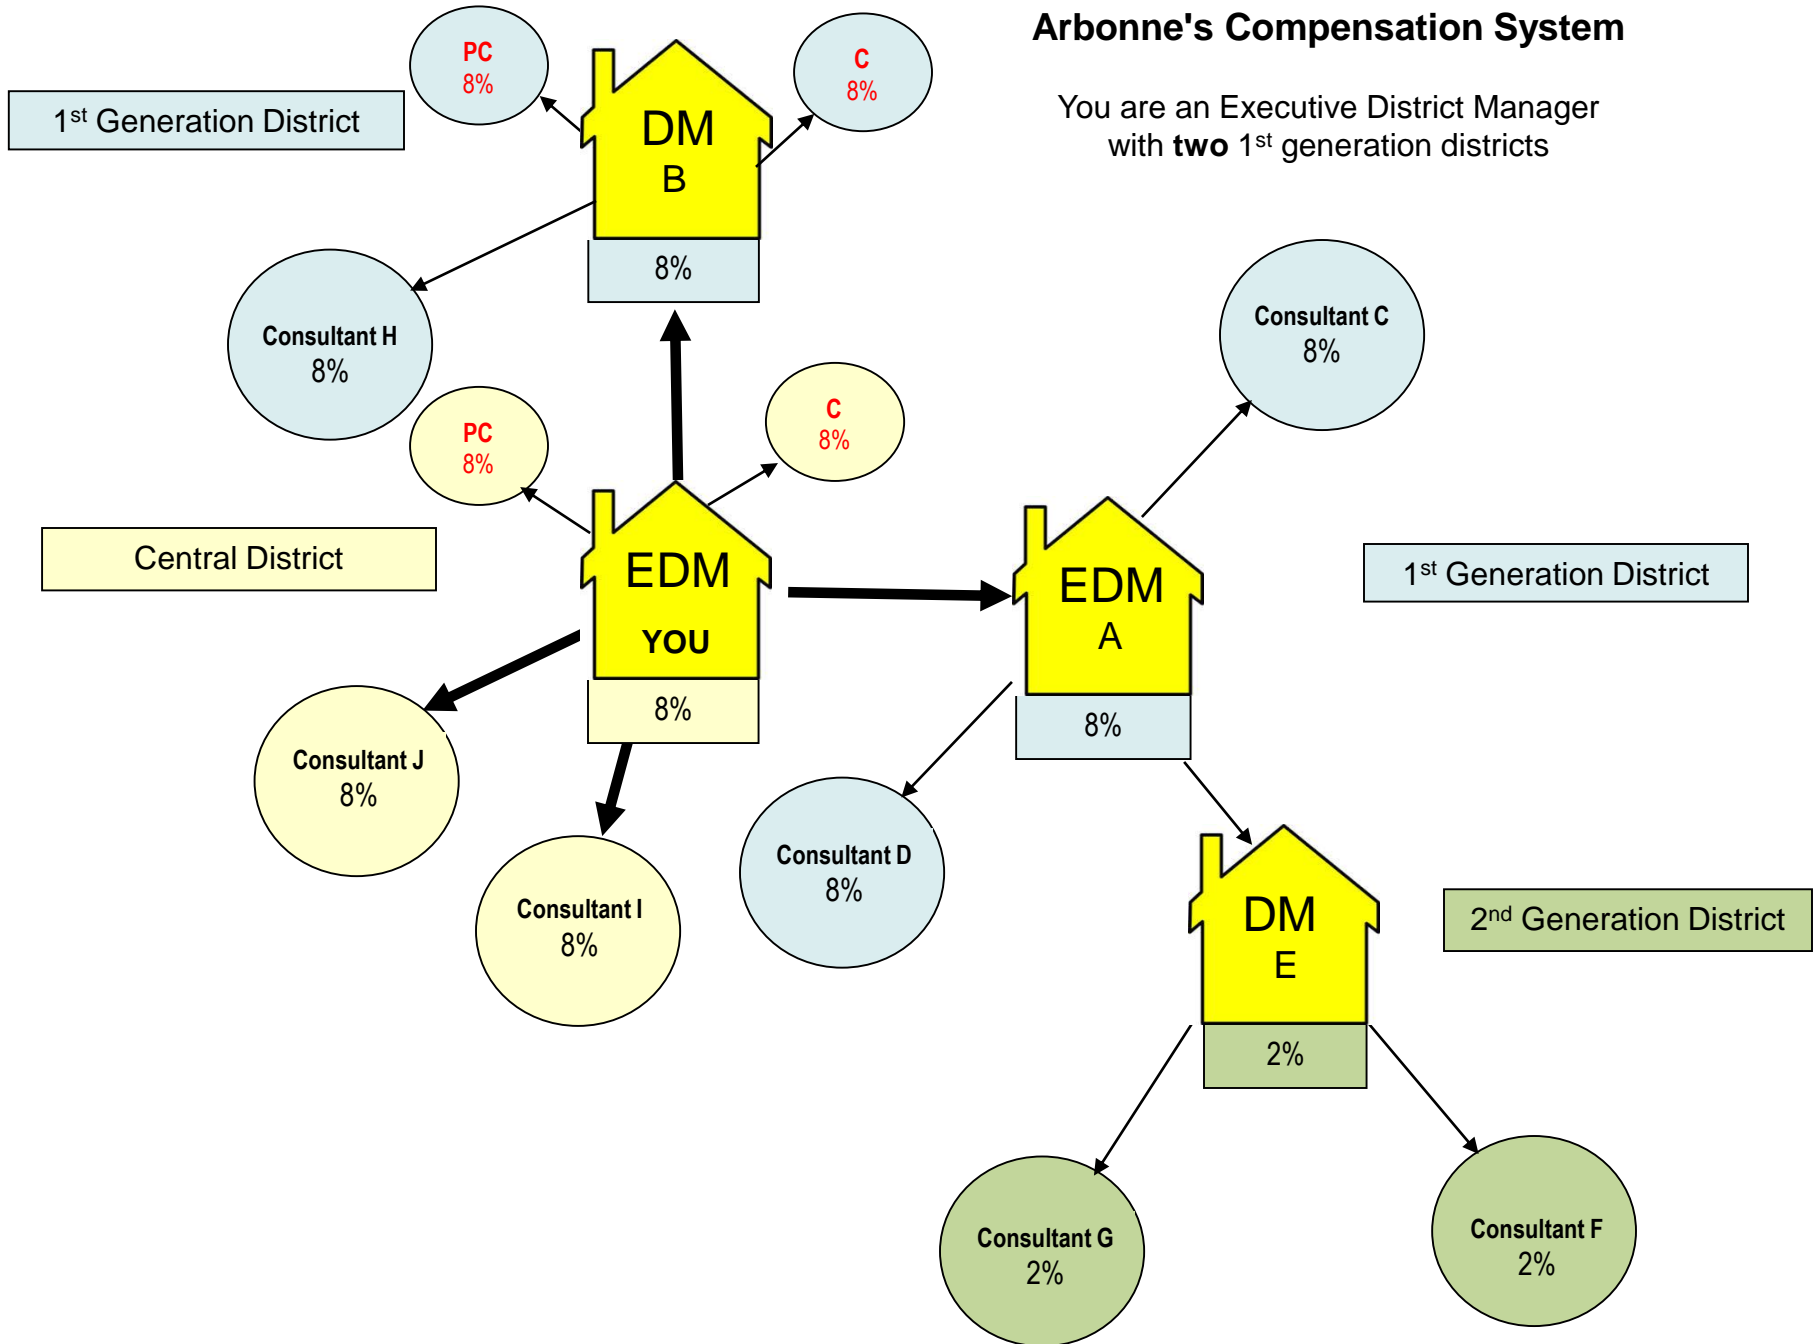 Arbonne's Compensation System
You are an Executive District Manager
with two 1st generation districts
PC
8%
C
8%
1st Generation District
DM
B
8%
Consultant H
8%
Consultant C
8%
PC
8%
C
8%
Central District
EDM
YOU
8%
EDM
A
8%
1st Generation District
Consultant J
8%
Consultant I
8%
Consultant D
8%
DM
E
2%
2nd Generation District
Consultant G
2%
Consultant F
2%